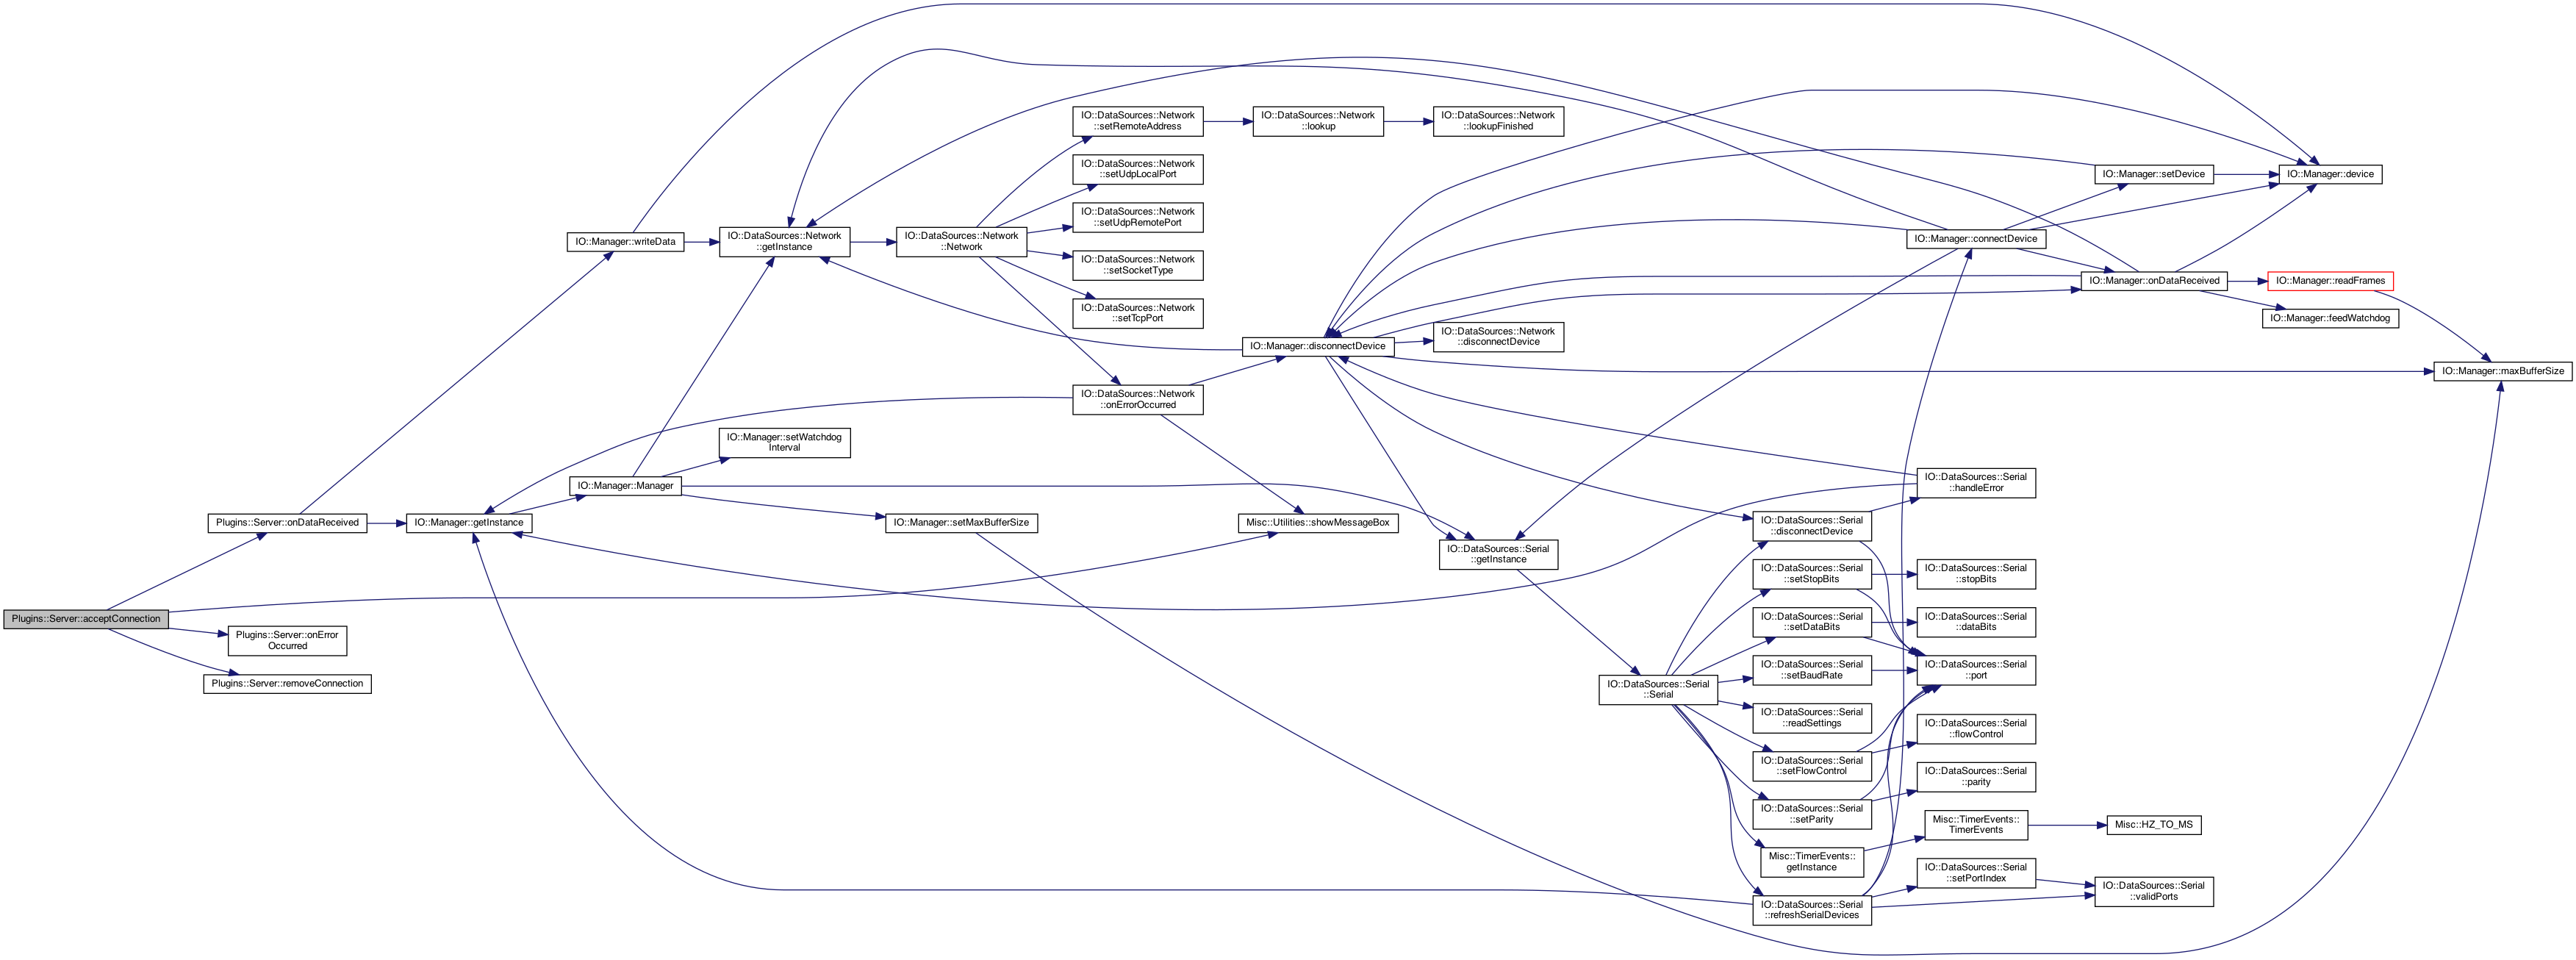 Plugins::Server::acceptConnection
Plugins::Server::onDataReceived
Plugins::Server::onError
Occurred
Plugins::Server::removeConnection
IO::Manager::getInstance
IO::Manager::writeData
IO::Manager::Manager
IO::DataSources::Network
::getInstance
IO::Manager::setWatchdog
Interval
IO::DataSources::Network
::Network
IO::Manager::setMaxBufferSize
IO::DataSources::Network
::setRemoteAddress
IO::DataSources::Network
::setUdpLocalPort
IO::DataSources::Network
::setUdpRemotePort
IO::DataSources::Network
::setSocketType
IO::DataSources::Network
::setTcpPort
IO::DataSources::Network
::onErrorOccurred
IO::DataSources::Network
::lookup
IO::Manager::disconnectDevice
Misc::Utilities::showMessageBox
IO::DataSources::Network
::lookupFinished
IO::DataSources::Network
::disconnectDevice
IO::DataSources::Serial
::getInstance
IO::DataSources::Serial
::Serial
IO::DataSources::Serial
::disconnectDevice
IO::DataSources::Serial
::setStopBits
IO::DataSources::Serial
::setDataBits
IO::DataSources::Serial
::setBaudRate
IO::DataSources::Serial
::readSettings
IO::DataSources::Serial
::setFlowControl
IO::DataSources::Serial
::setParity
Misc::TimerEvents::
getInstance
IO::DataSources::Serial
::refreshSerialDevices
IO::Manager::connectDevice
IO::DataSources::Serial
::handleError
IO::DataSources::Serial
::stopBits
IO::DataSources::Serial
::dataBits
IO::DataSources::Serial
::port
IO::DataSources::Serial
::flowControl
IO::DataSources::Serial
::parity
Misc::TimerEvents::
TimerEvents
IO::DataSources::Serial
::setPortIndex
IO::Manager::setDevice
IO::Manager::onDataReceived
Misc::HZ_TO_MS
IO::DataSources::Serial
::validPorts
IO::Manager::device
IO::Manager::readFrames
IO::Manager::feedWatchdog
IO::Manager::maxBufferSize